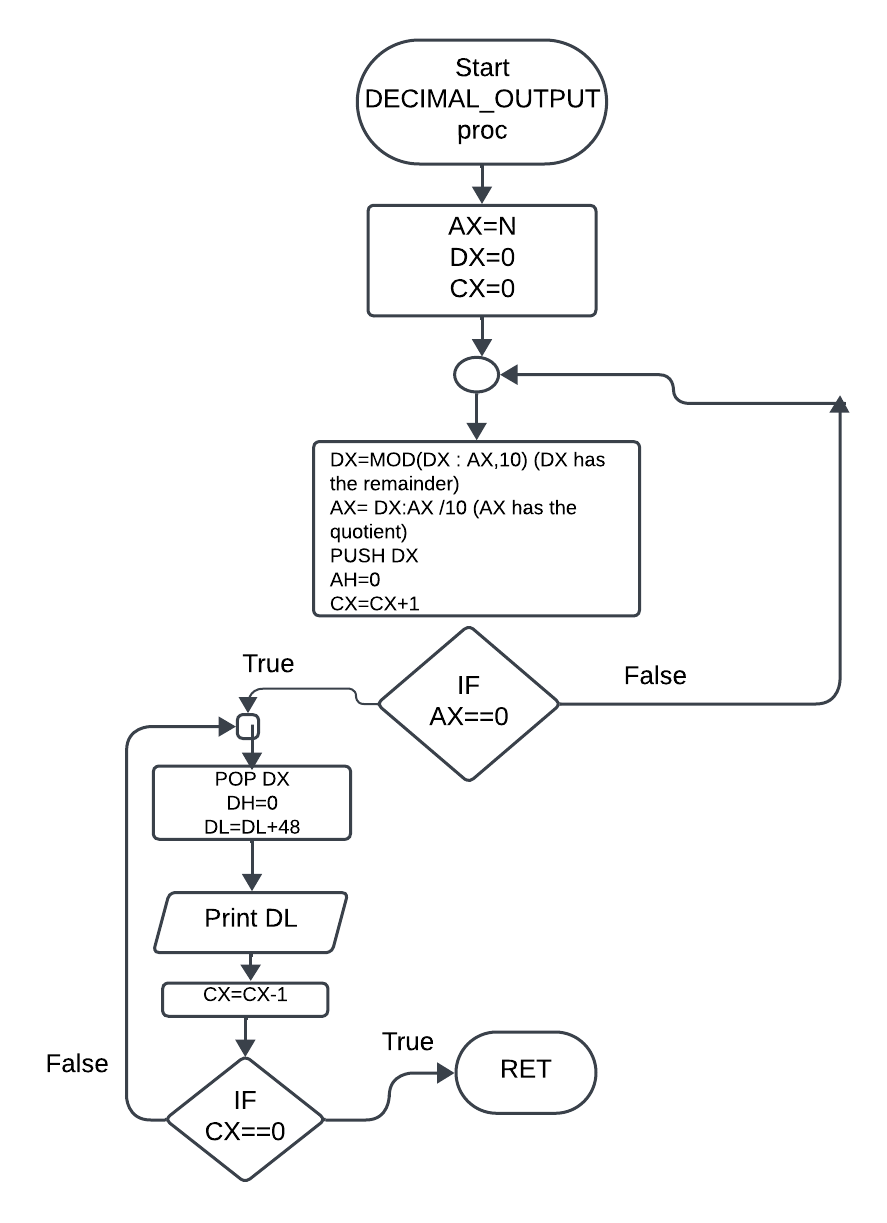 Start
DECIMAL_OUTPUT
proc
AX=N
DX=0
CX=0
DX=MOD(DX : AX,10) (DX has
the remainder)
AX= DX:AX /10 (AX has the
quotient)
PUSH DX
AH=0
CX=CX+1
IF
AX==0
True
False
POP DX
DH=0
DL=DL+48
Print DL
CX=CX-1
IF
CX==0
False
True
RET